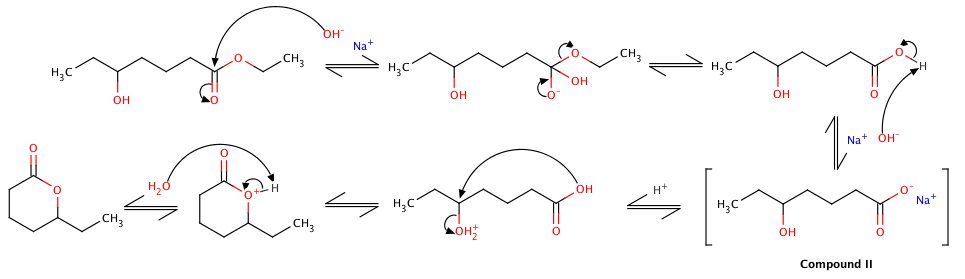 H₃C OH O O CH₃
OH⁻
Na⁺
H₃C OH O CH₃ OH O⁻
H₃C OH O H O
Na⁺ OH⁻
O O CH₃
H₂O
O O⁺ H CH₃
H₃C OH₂⁺ OH O
H⁺
H₃C OH O⁻ Na⁺ O
Compound II